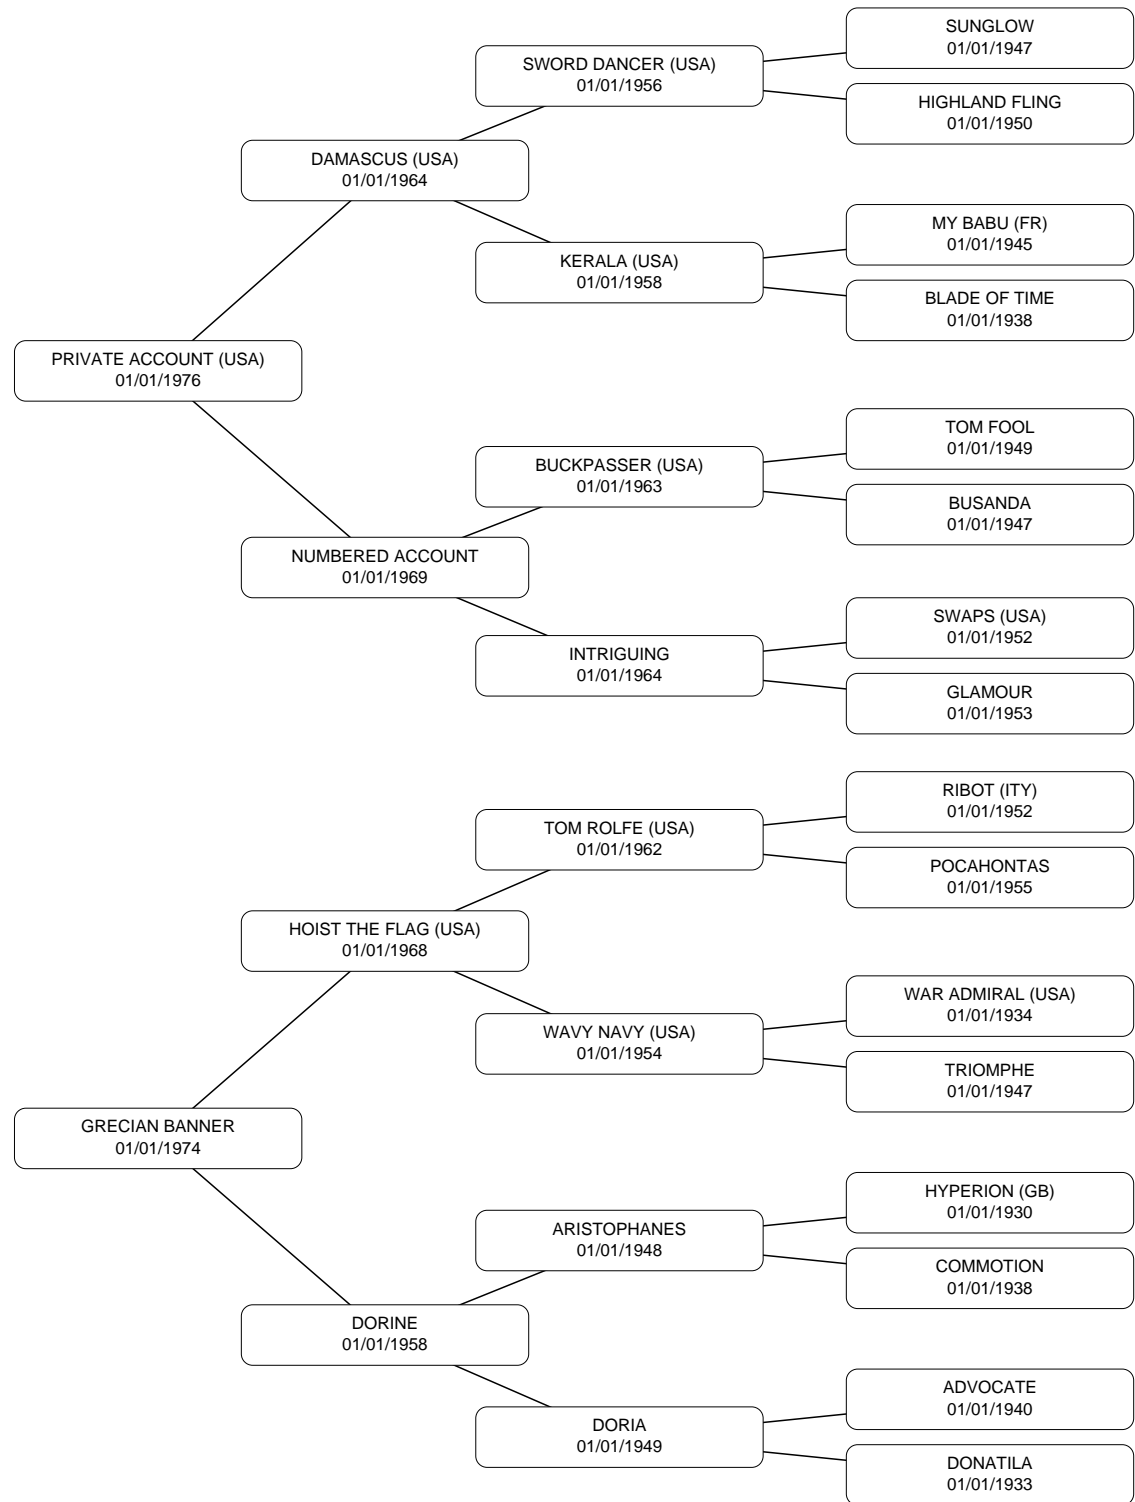 SUNGLOW
01/01/1947
SWORD DANCER (USA)
01/01/1956
HIGHLAND FLING
01/01/1950
DAMASCUS (USA)
01/01/1964
MY BABU (FR)
01/01/1945
KERALA (USA)
01/01/1958
BLADE OF TIME
01/01/1938
PRIVATE ACCOUNT (USA)
01/01/1976
TOM FOOL
01/01/1949
BUCKPASSER (USA)
01/01/1963
BUSANDA
01/01/1947
NUMBERED ACCOUNT
01/01/1969
SWAPS (USA)
01/01/1952
INTRIGUING
01/01/1964
GLAMOUR
01/01/1953
RIBOT (ITY)
01/01/1952
TOM ROLFE (USA)
01/01/1962
POCAHONTAS
01/01/1955
HOIST THE FLAG (USA)
01/01/1968
WAR ADMIRAL (USA)
01/01/1934
WAVY NAVY (USA)
01/01/1954
TRIOMPHE
01/01/1947
GRECIAN BANNER
01/01/1974
HYPERION (GB)
01/01/1930
ARISTOPHANES
01/01/1948
COMMOTION
01/01/1938
DORINE
01/01/1958
ADVOCATE
01/01/1940
DORIA
01/01/1949
DONATILA
01/01/1933